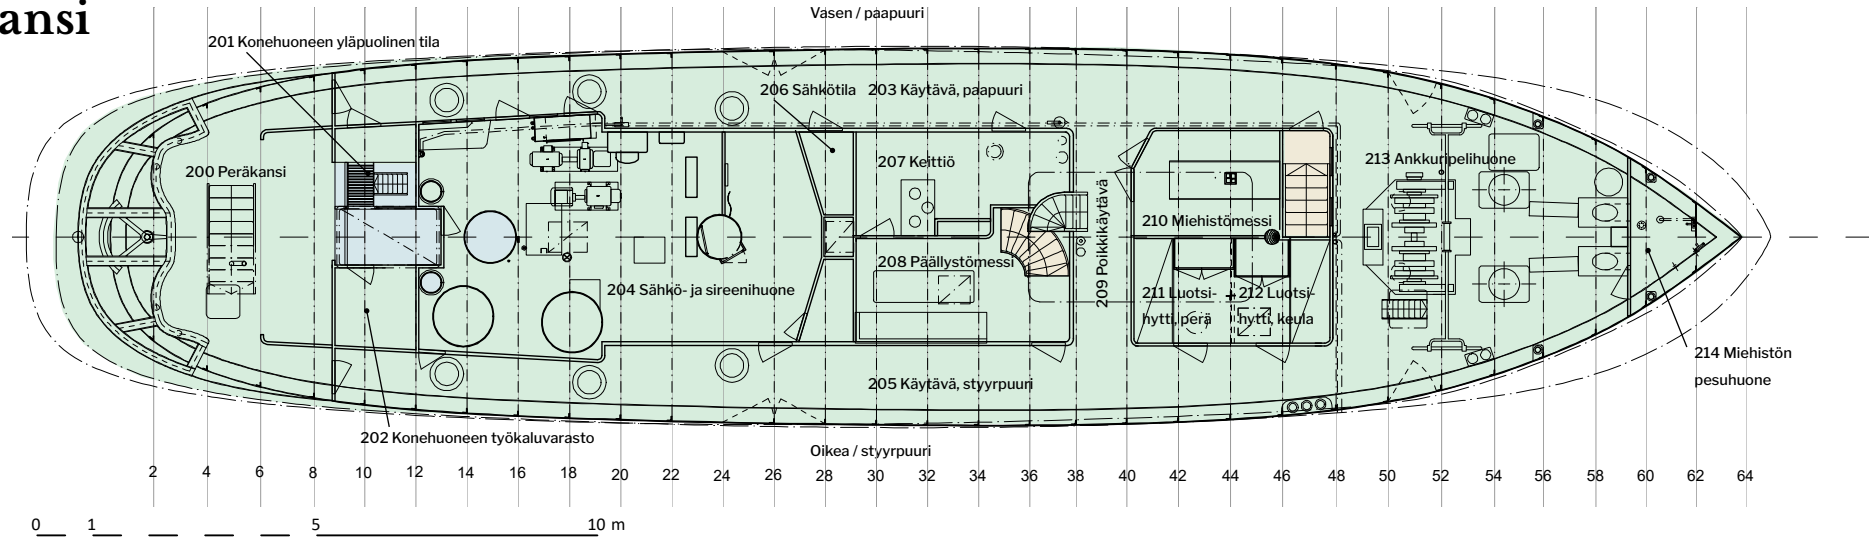 ansi
Vasen / paapuuri
201 Konehuoneen yläpuolinen tila
206 Sähkötila
203 Käytävä, paapuuri
200 Peräkansi
207 Keittiö
213 Ankkuripelihuone
209 Poikkikäytävä
210 Miehistömessi
208 Päällystömessi
204 Sähkö- ja sireenihuone
211 Luotsi-
hytti, perä
212 Luotsi-
hytti, keula
214 Miehistön
pesuhuone
205 Käytävä, styyrpuuri
202 Konehuoneen työkaluvarasto
Oikea / styyrpuuri
2 4 6 8 10 12 14 16 18 20 22 24 26 28 30 32 34 36 38 40 42 44 46 48 50 52 54 56 58 60 62 64
0 1 5 10 m